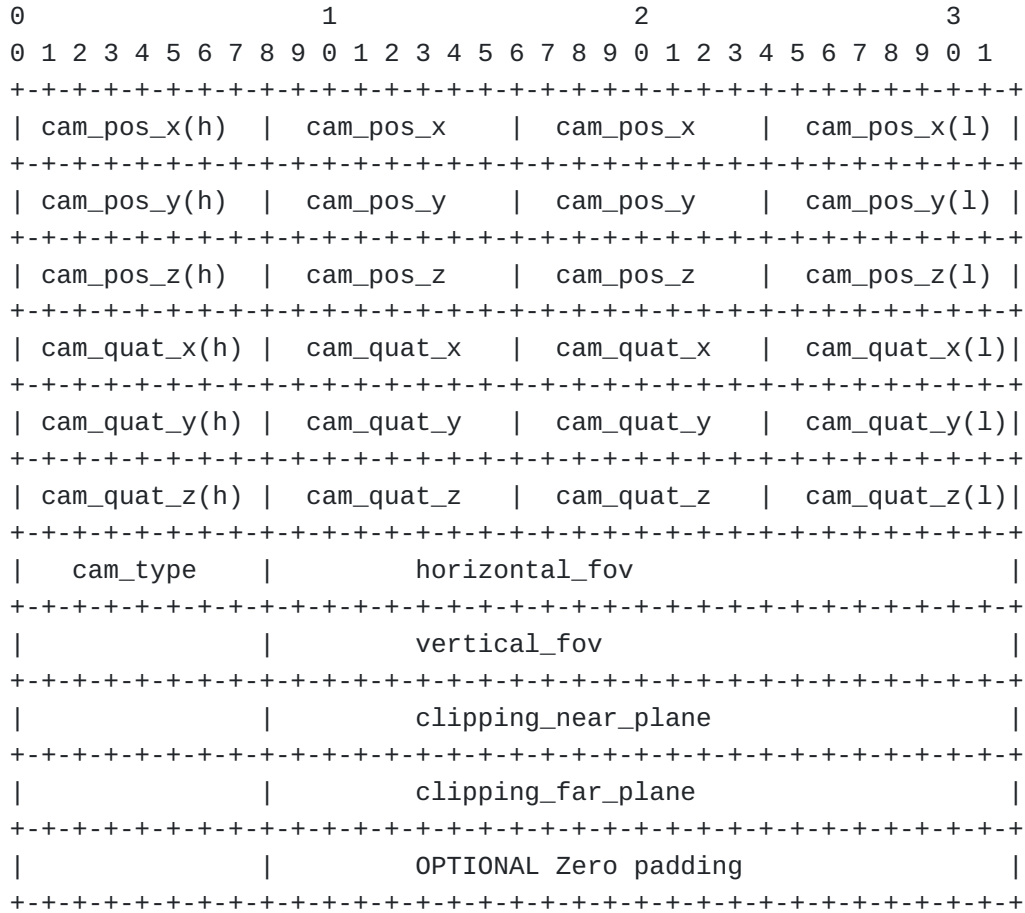 0                   1                   2                   3
0 1 2 3 4 5 6 7 8 9 0 1 2 3 4 5 6 7 8 9 0 1 2 3 4 5 6 7 8 9 0 1
+-+-+-+-+-+-+-+-+-+-+-+-+-+-+-+-+-+-+-+-+-+-+-+-+-+-+-+-+-+-+-+-+
| cam_pos_x(h)  |  cam_pos_x    |  cam_pos_x    |  cam_pos_x(l) |
+-+-+-+-+-+-+-+-+-+-+-+-+-+-+-+-+-+-+-+-+-+-+-+-+-+-+-+-+-+-+-+-+
| cam_pos_y(h)  |  cam_pos_y    |  cam_pos_y    |  cam_pos_y(l) |
+-+-+-+-+-+-+-+-+-+-+-+-+-+-+-+-+-+-+-+-+-+-+-+-+-+-+-+-+-+-+-+-+
| cam_pos_z(h)  |  cam_pos_z    |  cam_pos_z    |  cam_pos_z(l) |
+-+-+-+-+-+-+-+-+-+-+-+-+-+-+-+-+-+-+-+-+-+-+-+-+-+-+-+-+-+-+-+-+
| cam_quat_x(h) |  cam_quat_x   |  cam_quat_x   |  cam_quat_x(l)|
+-+-+-+-+-+-+-+-+-+-+-+-+-+-+-+-+-+-+-+-+-+-+-+-+-+-+-+-+-+-+-+-+
| cam_quat_y(h) |  cam_quat_y   |  cam_quat_y   |  cam_quat_y(l)|
+-+-+-+-+-+-+-+-+-+-+-+-+-+-+-+-+-+-+-+-+-+-+-+-+-+-+-+-+-+-+-+-+
| cam_quat_z(h) |  cam_quat_z   |  cam_quat_z   |  cam_quat_z(l)|
+-+-+-+-+-+-+-+-+-+-+-+-+-+-+-+-+-+-+-+-+-+-+-+-+-+-+-+-+-+-+-+-+
|   cam_type    |         horizontal_fov                        |
+-+-+-+-+-+-+-+-+-+-+-+-+-+-+-+-+-+-+-+-+-+-+-+-+-+-+-+-+-+-+-+-+
|               |         vertical_fov                          |
+-+-+-+-+-+-+-+-+-+-+-+-+-+-+-+-+-+-+-+-+-+-+-+-+-+-+-+-+-+-+-+-+
|               |         clipping_near_plane                   |
+-+-+-+-+-+-+-+-+-+-+-+-+-+-+-+-+-+-+-+-+-+-+-+-+-+-+-+-+-+-+-+-+
|               |         clipping_far_plane                    |
+-+-+-+-+-+-+-+-+-+-+-+-+-+-+-+-+-+-+-+-+-+-+-+-+-+-+-+-+-+-+-+-+
|               |         OPTIONAL Zero padding                 |
+-+-+-+-+-+-+-+-+-+-+-+-+-+-+-+-+-+-+-+-+-+-+-+-+-+-+-+-+-+-+-+-+